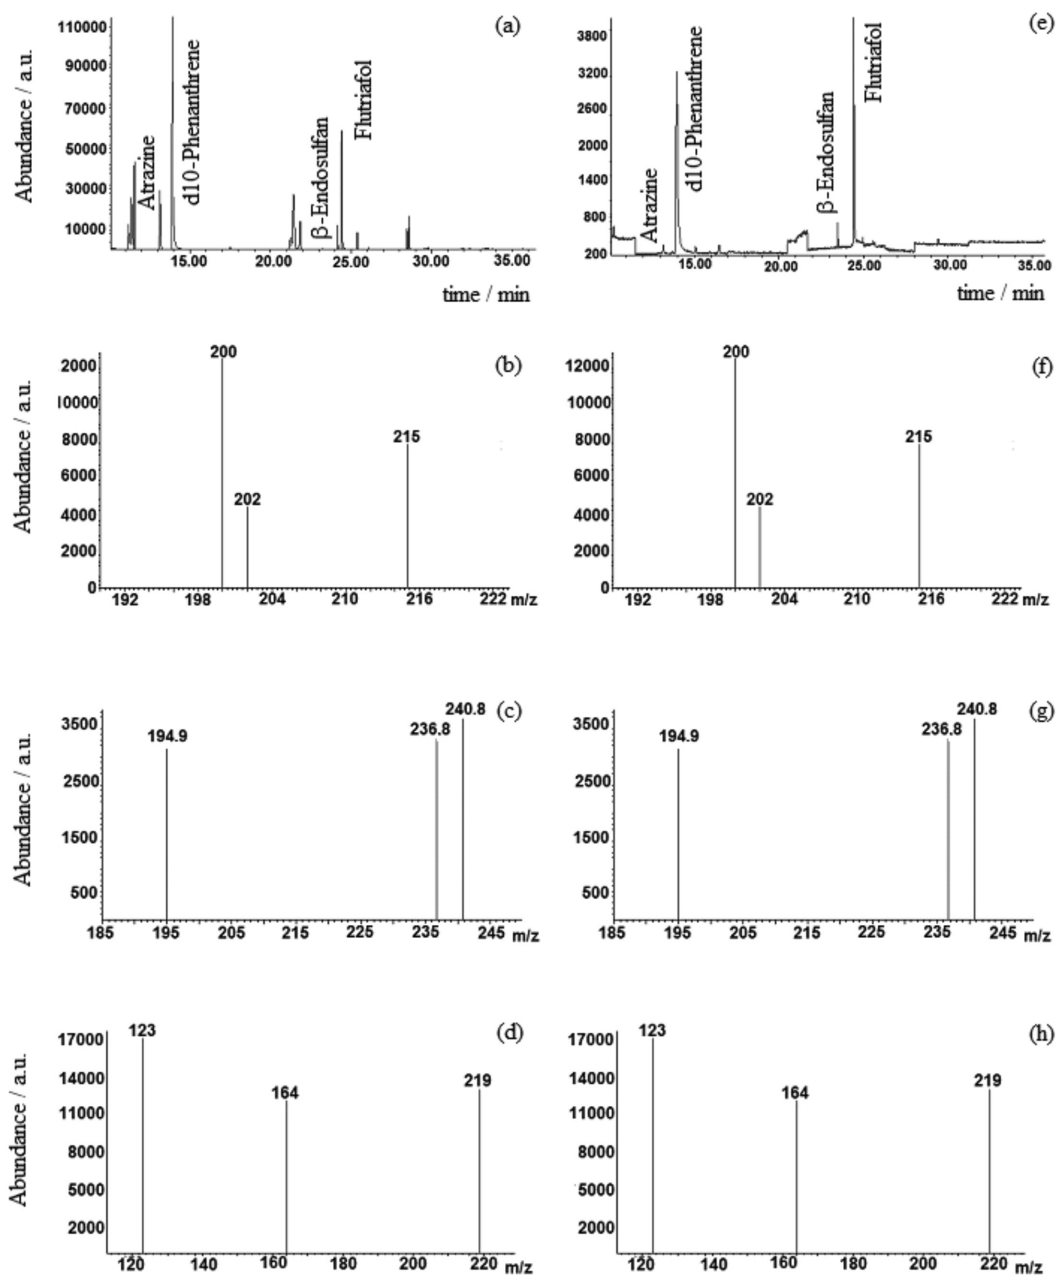 (a)
Abundance / a.u.
110000
90000
70000
50000
30000
10000
Atrazine
d10-Phenanthrene
β-Endosulfan
Flutriafol
15.00 20.00 25.00 30.00 35.00
time / min
(e)
3800
3200
2600
2000
1400
800
200
Atrazine
d10-Phenanthrene
β-Endosulfan
Flutriafol
15.00 20.00 25.00 30.00 35.00
time / min
(b)
Abundance / a.u.
2000
10000
8000
6000
4000
2000
0
200
202
215
192 198 204 210 216 222 m/z
(f)
12000
10000
8000
6000
4000
2000
0
200
202
215
192 198 204 210 216 222 m/z
(c)
Abundance / a.u.
3500
2500
1500
500
194.9
236.8
240.8
185 195 205 215 225 235 245 m/z
(g)
3500
2500
1500
500
194.9
236.8
240.8
185 195 205 215 225 235 245 m/z
(d)
Abundance / a.u.
17000
14000
11000
8000
5000
2000
123
164
219
120 140 160 180 200 220 m/z
(h)
17000
14000
11000
8000
5000
2000
123
164
219
120 140 160 180 200 220 m/z